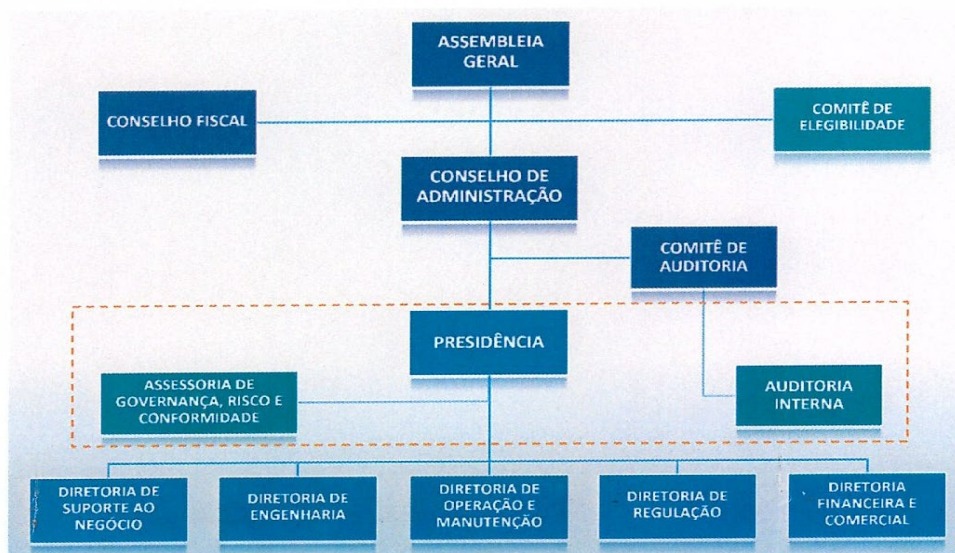 ASSEMBLEIA
GERAL
CONSELHO FISCAL
COMITÊ DE
ELEGIBILIDADE
CONSELHO DE
ADMINISTRAÇÃO
COMITÊ DE
AUDITORIA
PRESIDÊNCIA
ASSESSORIA DE
GOVERNANÇA, RISCO E
CONFORMIDADE
AUDITORIA
INTERNA
DIRETORIA DE
SUPORTE AO
NEGÓCIO
DIRETORIA DE
ENGENHARIA
DIRETORIA DE
OPERAÇÃO E
MANUTENÇÃO
DIRETORIA DE
REGULAÇÃO
DIRETORIA
FINANCEIRA E
COMERCIAL